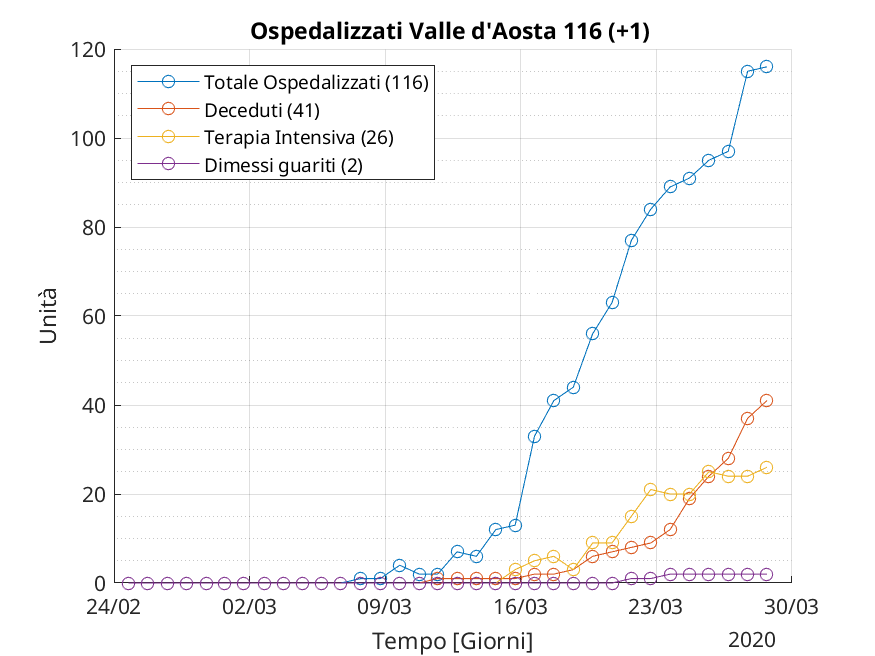 Ospedalizzati Valle d'Aosta 116 (+1)
120
100
80
60
40
20
0
Unità
Totale Ospedalizzati (116)
Deceduti (41)
Terapia Intensiva (26)
Dimessi guariti (2)
24/02 02/03 09/03 16/03 23/03 30/03
Tempo [Giorni]
2020